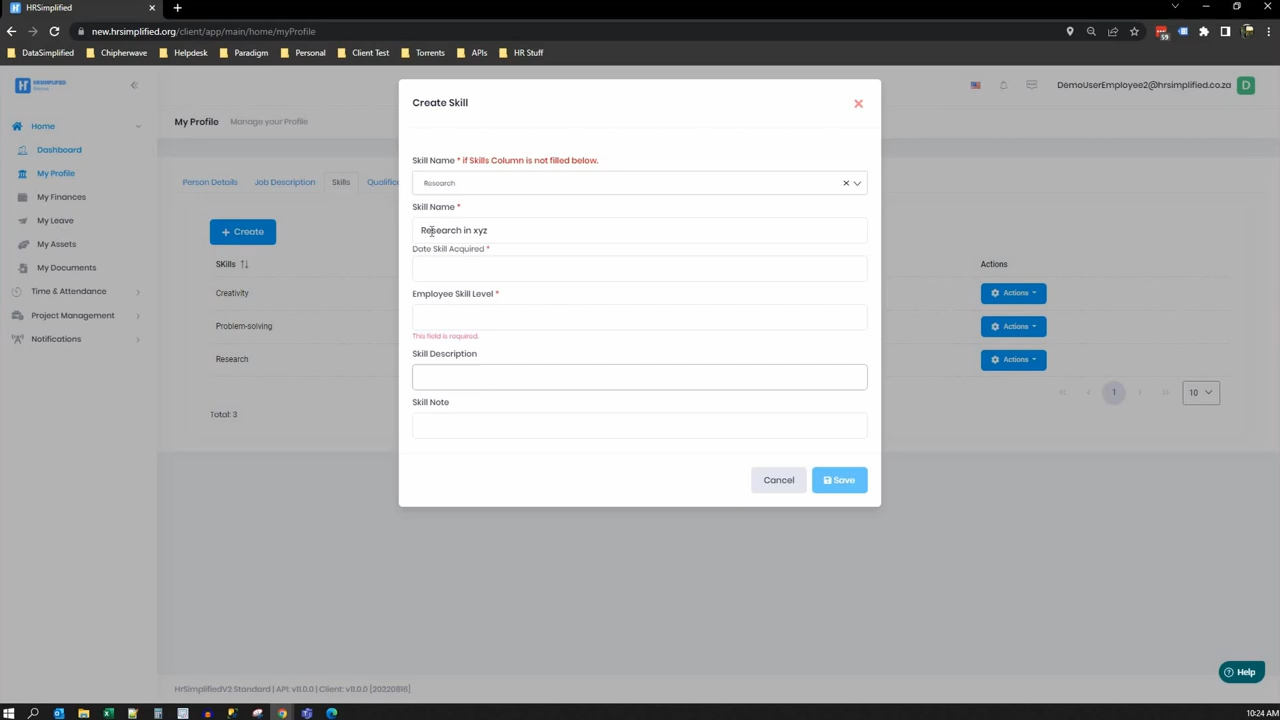 HRSimplified
new.hrsimplified.org/client/app/main/home/myProfile
59
DataSimplified
Chipherwave
Helpdesk
Paradigm
Personal
Client Test
Torrents
APIs
HR Stuff
HRSIMPLIFIED
DemoUserEmployee2@hrsimplified.co.za
D
Home
Dashboard
My Profile
My Finances
My Leave
My Assets
My Documents
Time & Attendance
Project Management
Notifications
My Profile
Manage your Profile
Person Details
Job Description
Skills
Qualifica
+ Create
SKills
Actions
Creativity
Actions
Problem-solving
Actions
Research
Actions
1
10
Total: 3
Create Skill
Skill Name * if Skills Column is not filled below.
Research
Skill Name *
Research in xyz
Date Skill Acquired *
Employee Skill Level *
This field is required.
Skill Description
Skill Note
Cancel
Save
Help
HrSimplifiedV2 Standard | API: v11.0.0 | Client: v11.0.0 [20220816]
10:24 AM